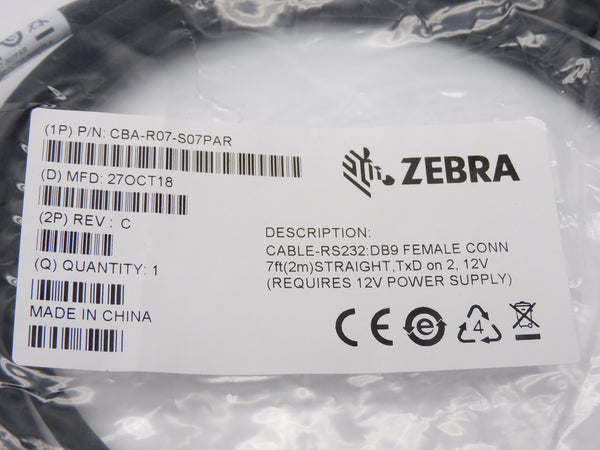 (1P) P/N: CBA-R07-S07PAR
(D) MFD: 27OCT18
(2P) REV : C
(Q) QUANTITY: 1
MADE IN CHINA
ZEBRA
DESCRIPTION:
CABLE-RS232:DB9 FEMALE CONN
7ft(2m)STRAIGHT,TxD on 2, 12V
(REQUIRES 12V POWER SUPPLY)
CE e 4